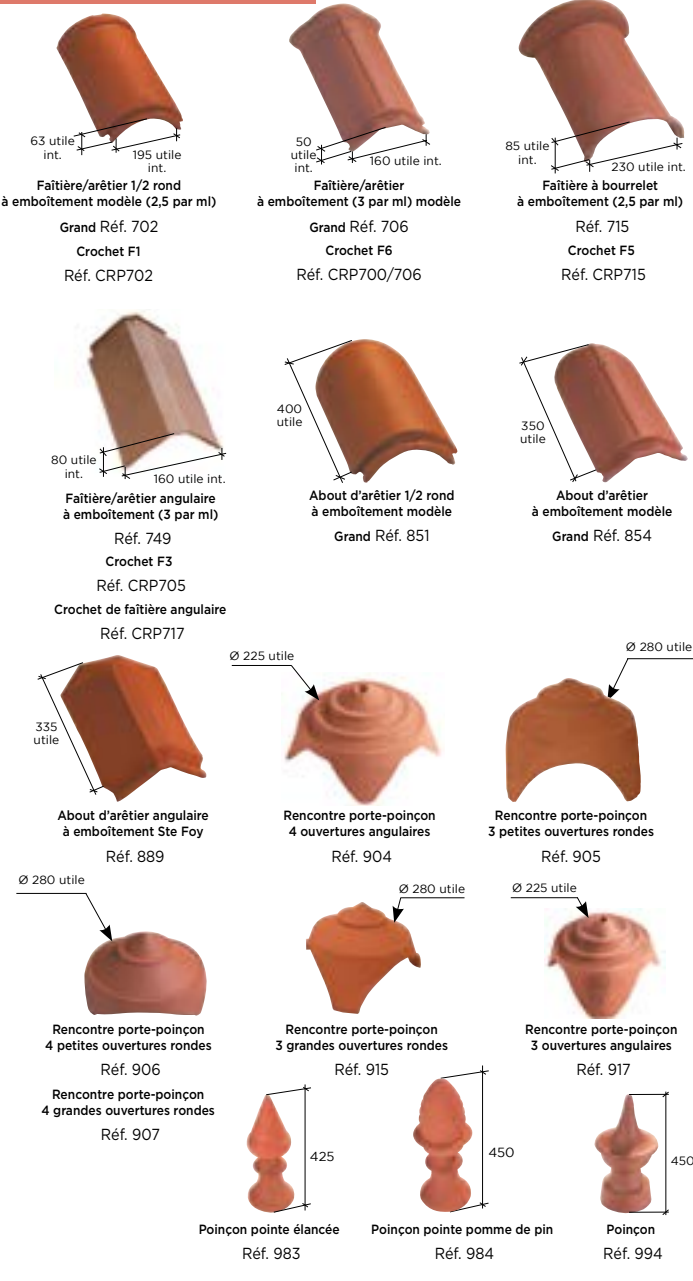 63 utile
int.
195 utile
int.
Faîtière/arêtier 1/2 rond
à emboîtement modèle (2,5 par ml)
Grand Réf. 702
Crochet F1
Réf. CRP702
50
utile
int.
160 utile int.
Faîtière/arêtier
à emboîtement (3 par ml) modèle
Grand Réf. 706
Crochet F6
Réf. CRP700/706
85 utile
int.
230 utile int.
Faîtière à bourrelet
à emboîtement (2,5 par ml)
Réf. 715
Crochet F5
Réf. CRP715
80 utile
int.
160 utile int.
Faîtière/arêtier angulaire
à emboîtement (3 par ml)
Réf. 749
Crochet F3
Réf. CRP705
Crochet de faîtière angulaire
Réf. CRP717
400
utile
About d'arêtier 1/2 rond
à emboîtement modèle
Grand Réf. 851
350
utile
About d'arêtier
à emboîtement modèle
Grand Réf. 854
335
utile
About d'arêtier angulaire
à emboîtement Ste Foy
Réf. 889
Ø 225 utile
Rencontre porte-poinçon
4 ouvertures angulaires
Réf. 904
Ø 280 utile
Rencontre porte-poinçon
3 petites ouvertures rondes
Réf. 905
Ø 280 utile
Rencontre porte-poinçon
4 petites ouvertures rondes
Réf. 906
Rencontre porte-poinçon
4 grandes ouvertures rondes
Réf. 907
Ø 280 utile
Rencontre porte-poinçon
3 grandes ouvertures rondes
Réf. 915
Ø 225 utile
Rencontre porte-poinçon
3 ouvertures angulaires
Réf. 917
425
Poinçon pointe élancée
Réf. 983
450
Poinçon pointe pomme de pin
Réf. 984
450
Poinçon
Réf. 994